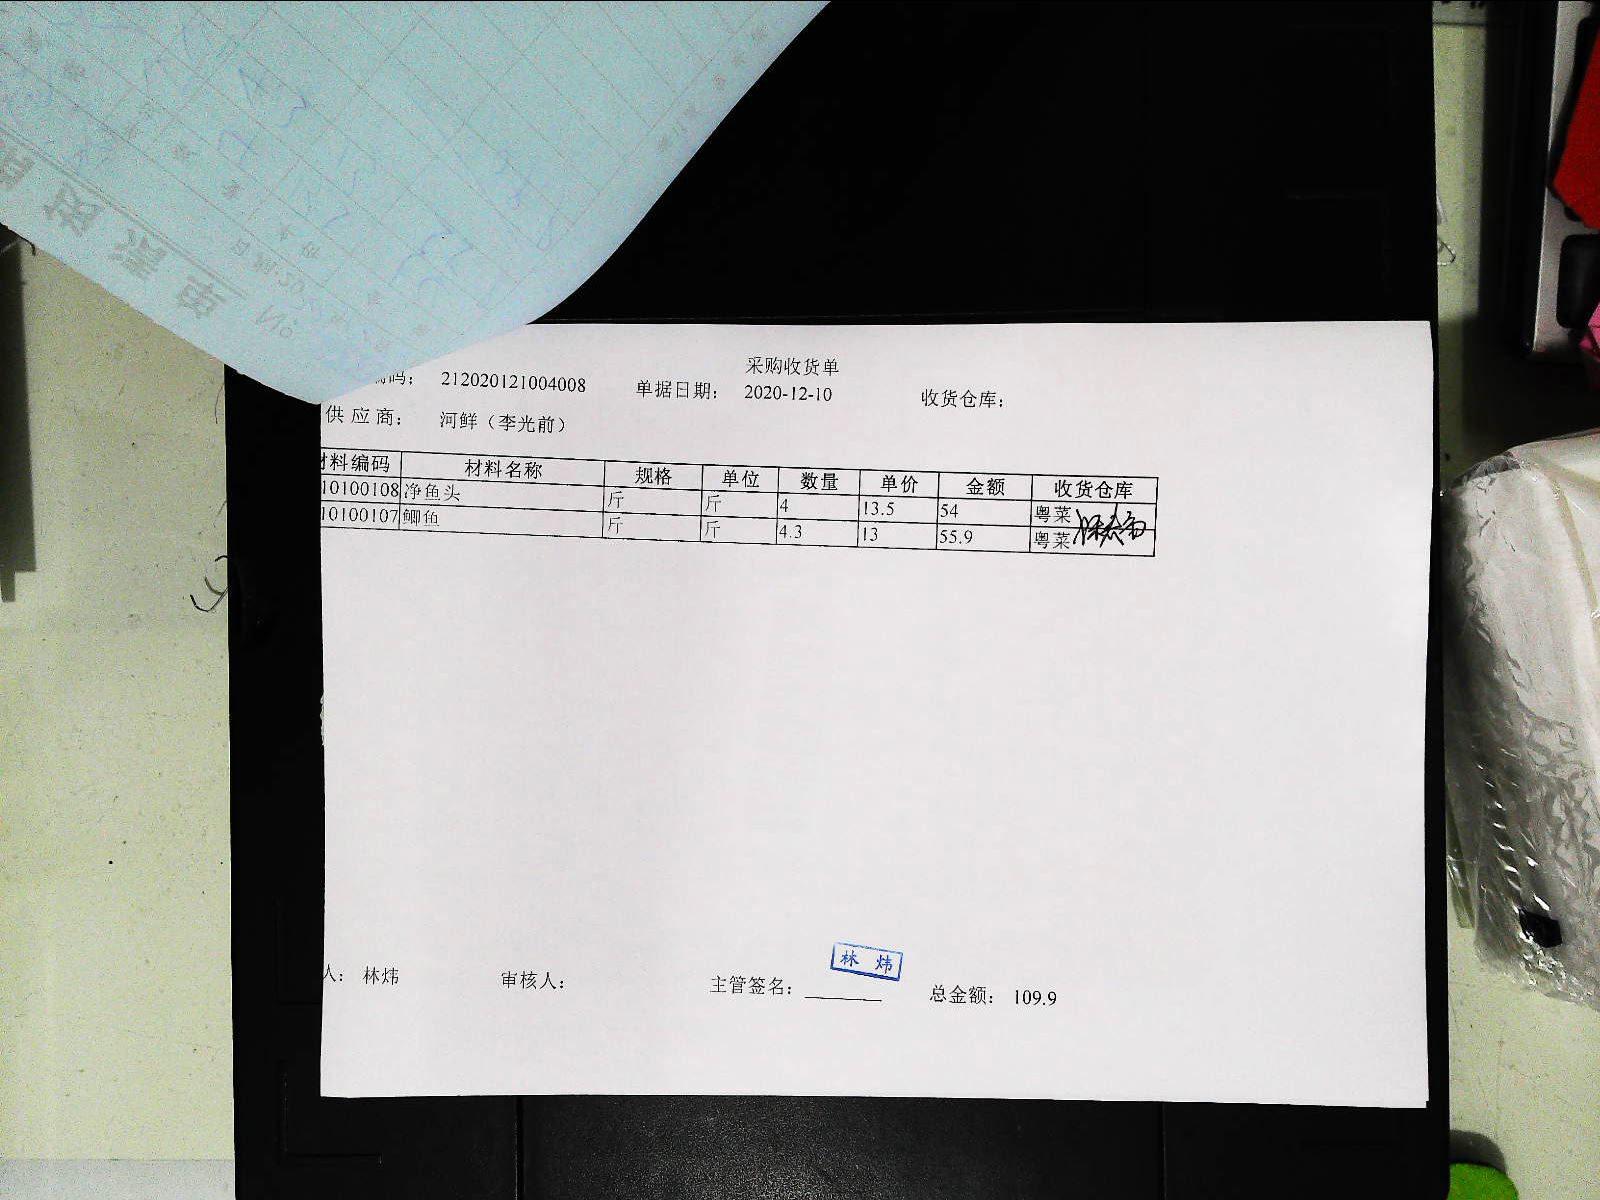 采购收货单
码： 212020121004008 单据日期： 2020-12-10 收货仓库：
供 应 商： 河鲜（李光前）
材料编码 材料名称 规格 单位 数量 单价 金额 收货仓库
10100108 净鱼头 斤 斤 4 13.5 54 粤菜
10100107 鲫鱼 斤 斤 4.3 13 55.9 粤菜
林 炜
人： 林炜 审核人： 主管签名： 总金额： 109.9